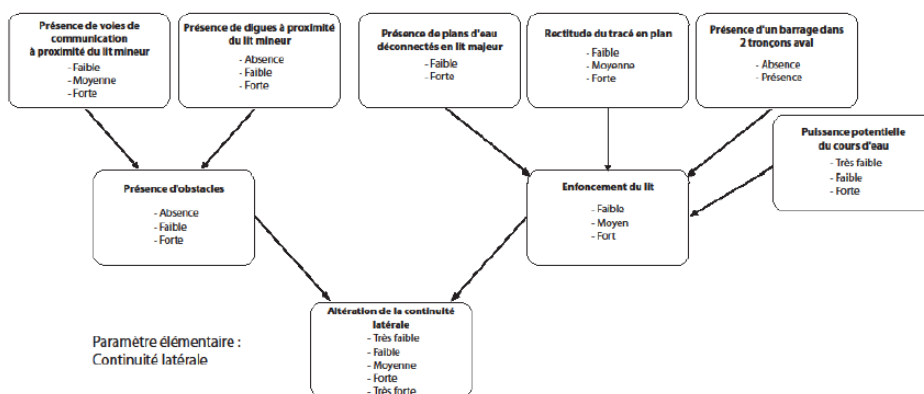 Présence de voies de
communication
à proximité du lit mineur
- Faible
- Moyenne
- Forte
Présence de digues à proximité
du lit mineur
- Absence
- Faible
- Forte
Présence de plans d'eau
déconnectés en lit majeur
- Faible
- Forte
Rectitude du tracé en plan
- Faible
- Moyenne
- Forte
Présence d'un barrage dans
2 tronçons aval
- Absence
- Présence
Puissance potentielle
du cours d'eau
- Très faible
- Faible
- Forte
Présence d'obstacles
- Absence
- Faible
- Forte
Enfoncement du lit
- Faible
- Moyen
- Fort
Altération de la continuité
latérale
- Très faible
- Faible
- Moyenne
- Forte
- Très forte
Paramètre élémentaire :
Continuité latérale